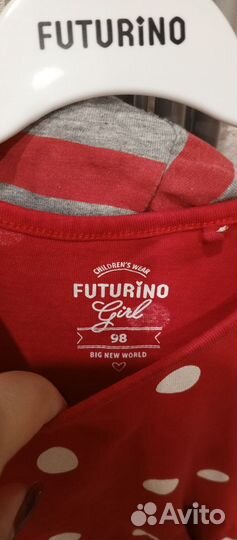 FUTURiNO
CHILDREN'S WEAR
FUTURiNO
Girl
98
BIG NEW WORLD
Avito